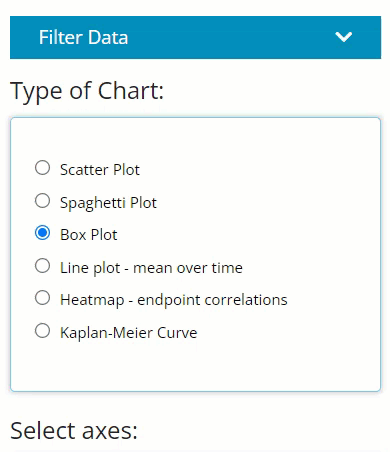 Filter Data
Type of Chart:
Scatter Plot
Spaghetti Plot
Box Plot
Line plot - mean over time
Heatmap - endpoint correlations
Kaplan-Meier Curve
Select axes: